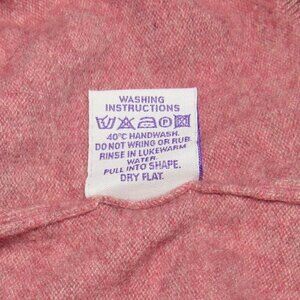 WASHING
INSTRUCTIONS
40°C HANDWASH.
DO NOT WRING OR RUB.
RINSE IN LUKEWARM
WATER.
PULL INTO SHAPE.
DRY FLAT.